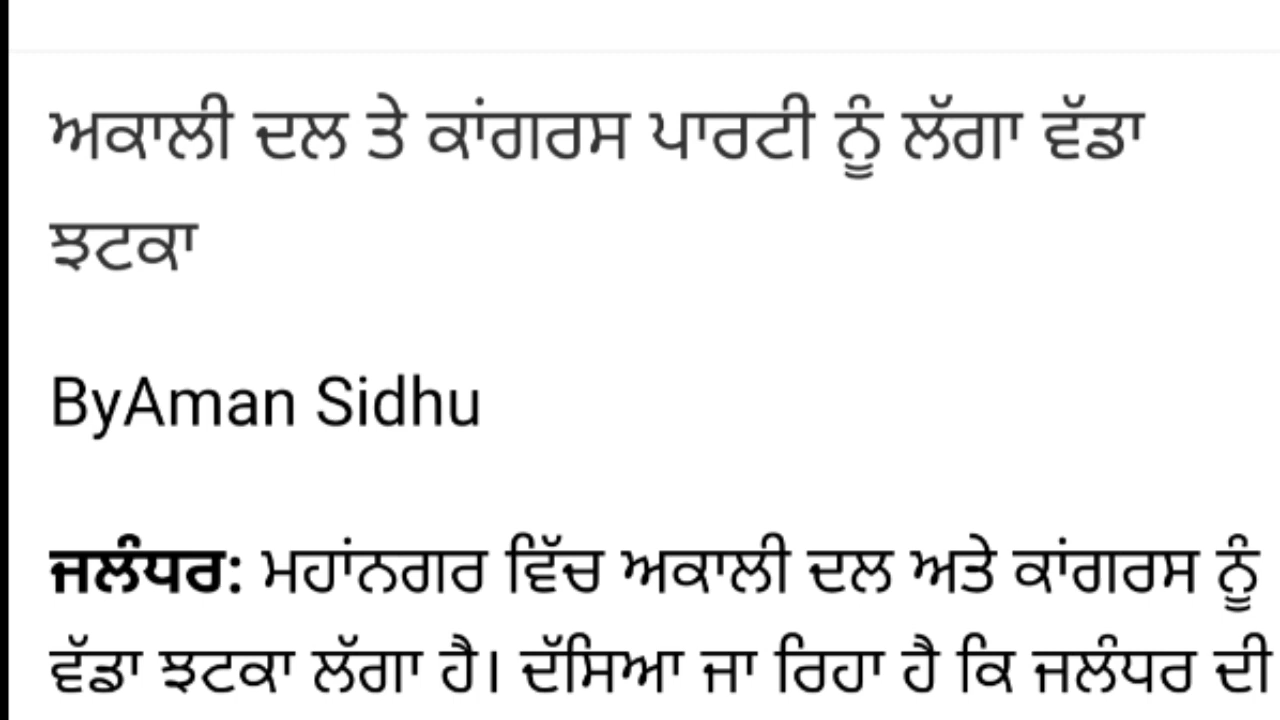 ਅਕਾਲੀ ਦਲ ਤੇ ਕਾਂਗਰਸ ਪਾਰਟੀ ਨੂੰ ਲੱਗਾ ਵੱਡਾ
ਝਟਕਾ
ByAman Sidhu
ਜਲੰਧਰ: ਮਹਾਂਨਗਰ ਵਿੱਚ ਅਕਾਲੀ ਦਲ ਅਤੇ ਕਾਂਗਰਸ ਨੂੰ
ਵੱਡਾ ਝਟਕਾ ਲੱਗਾ ਹੈ। ਦੱਸਿਆ ਜਾ ਰਿਹਾ ਹੈ ਕਿ ਜਲੰਧਰ ਦੀ